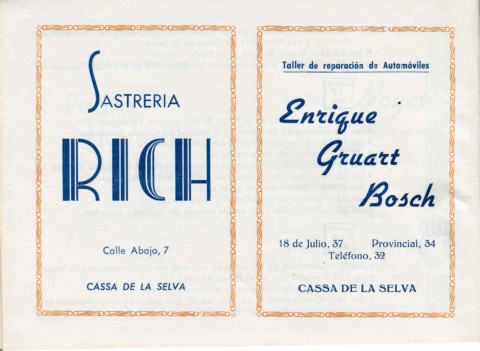 SASTRERIA
RICH
Calle Abajo, 7
CASSA DE LA SELVA
Taller de reparación de Automóviles
Enrique
Gruart
Bosch
18 de Julio, 37 Provincial, 34
Teléfono, 32
CASSA DE LA SELVA